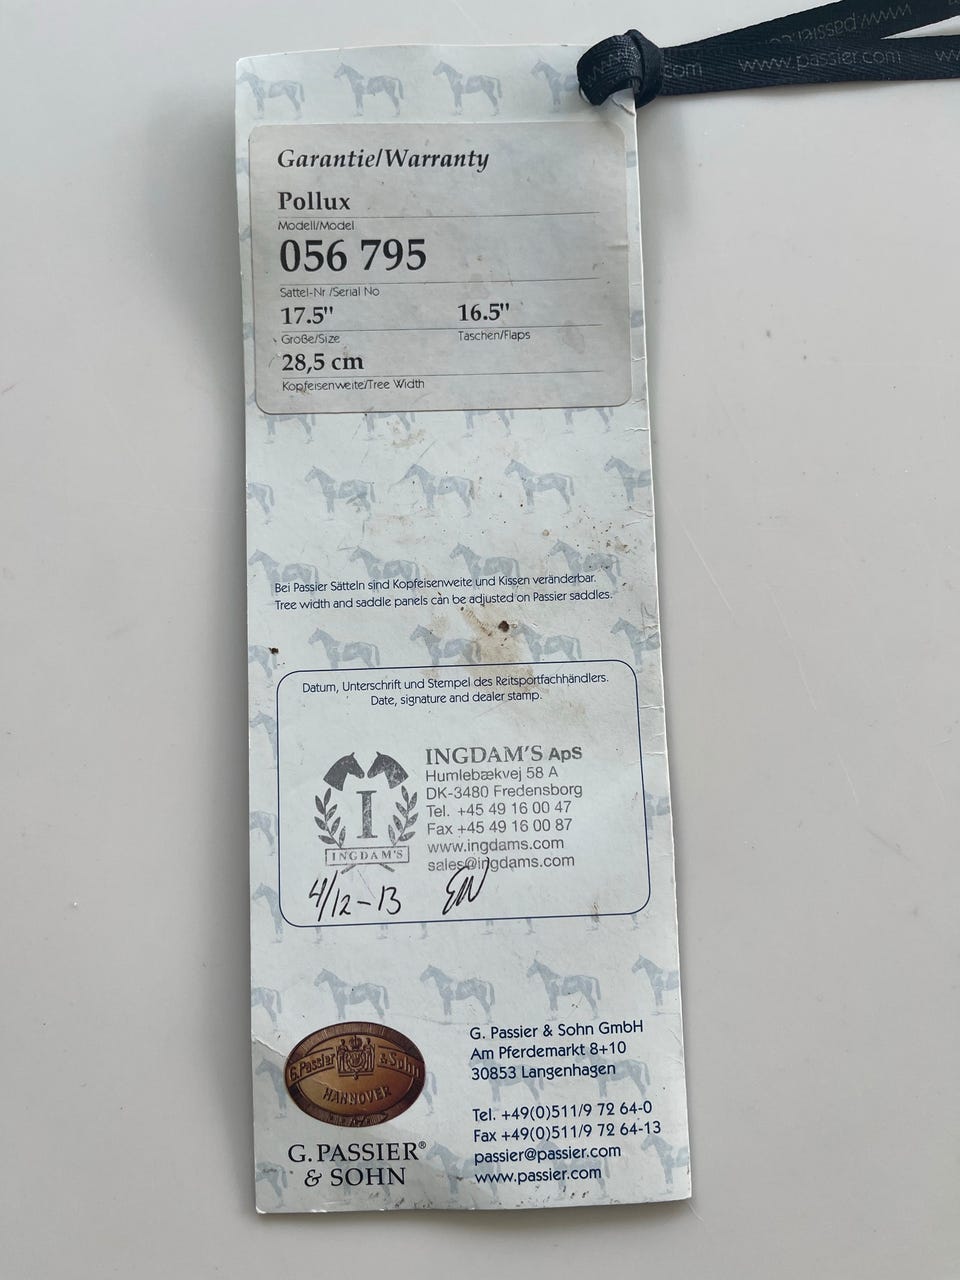 www.passier.com
www.passier.com
Garantie/Warranty
Pollux
Modell/Model
056 795
Sattel-Nr./Serial No
17.5" 16.5"
Größe/Size Taschen/Flaps
28,5 cm
Kopfeisenweite/Tree Width
Bei Passier Sätteln sind Kopfeisenweite und Kissen veränderbar.
Tree width and saddle panels can be adjusted on Passier saddles.
Datum, Unterschrift und Stempel des Reitsportfachhändlers.
Date, signature and dealer stamp.
I
INGDAM'S
INGDAM'S ApS
Humlebækvej 58 A
DK-3480 Fredensborg
Tel. +45 49 16 00 47
Fax +45 49 16 00 87
www.ingdams.com
sales@ingdams.com
4/12-13
G. Passier & Sohn
HANNOVER
G. PASSIER®
& SOHN
G. Passier & Sohn GmbH
Am Pferdemarkt 8+10
30853 Langenhagen
Tel. +49(0)511/9 72 64-0
Fax +49(0)511/9 72 64-13
passier@passier.com
www.passier.com